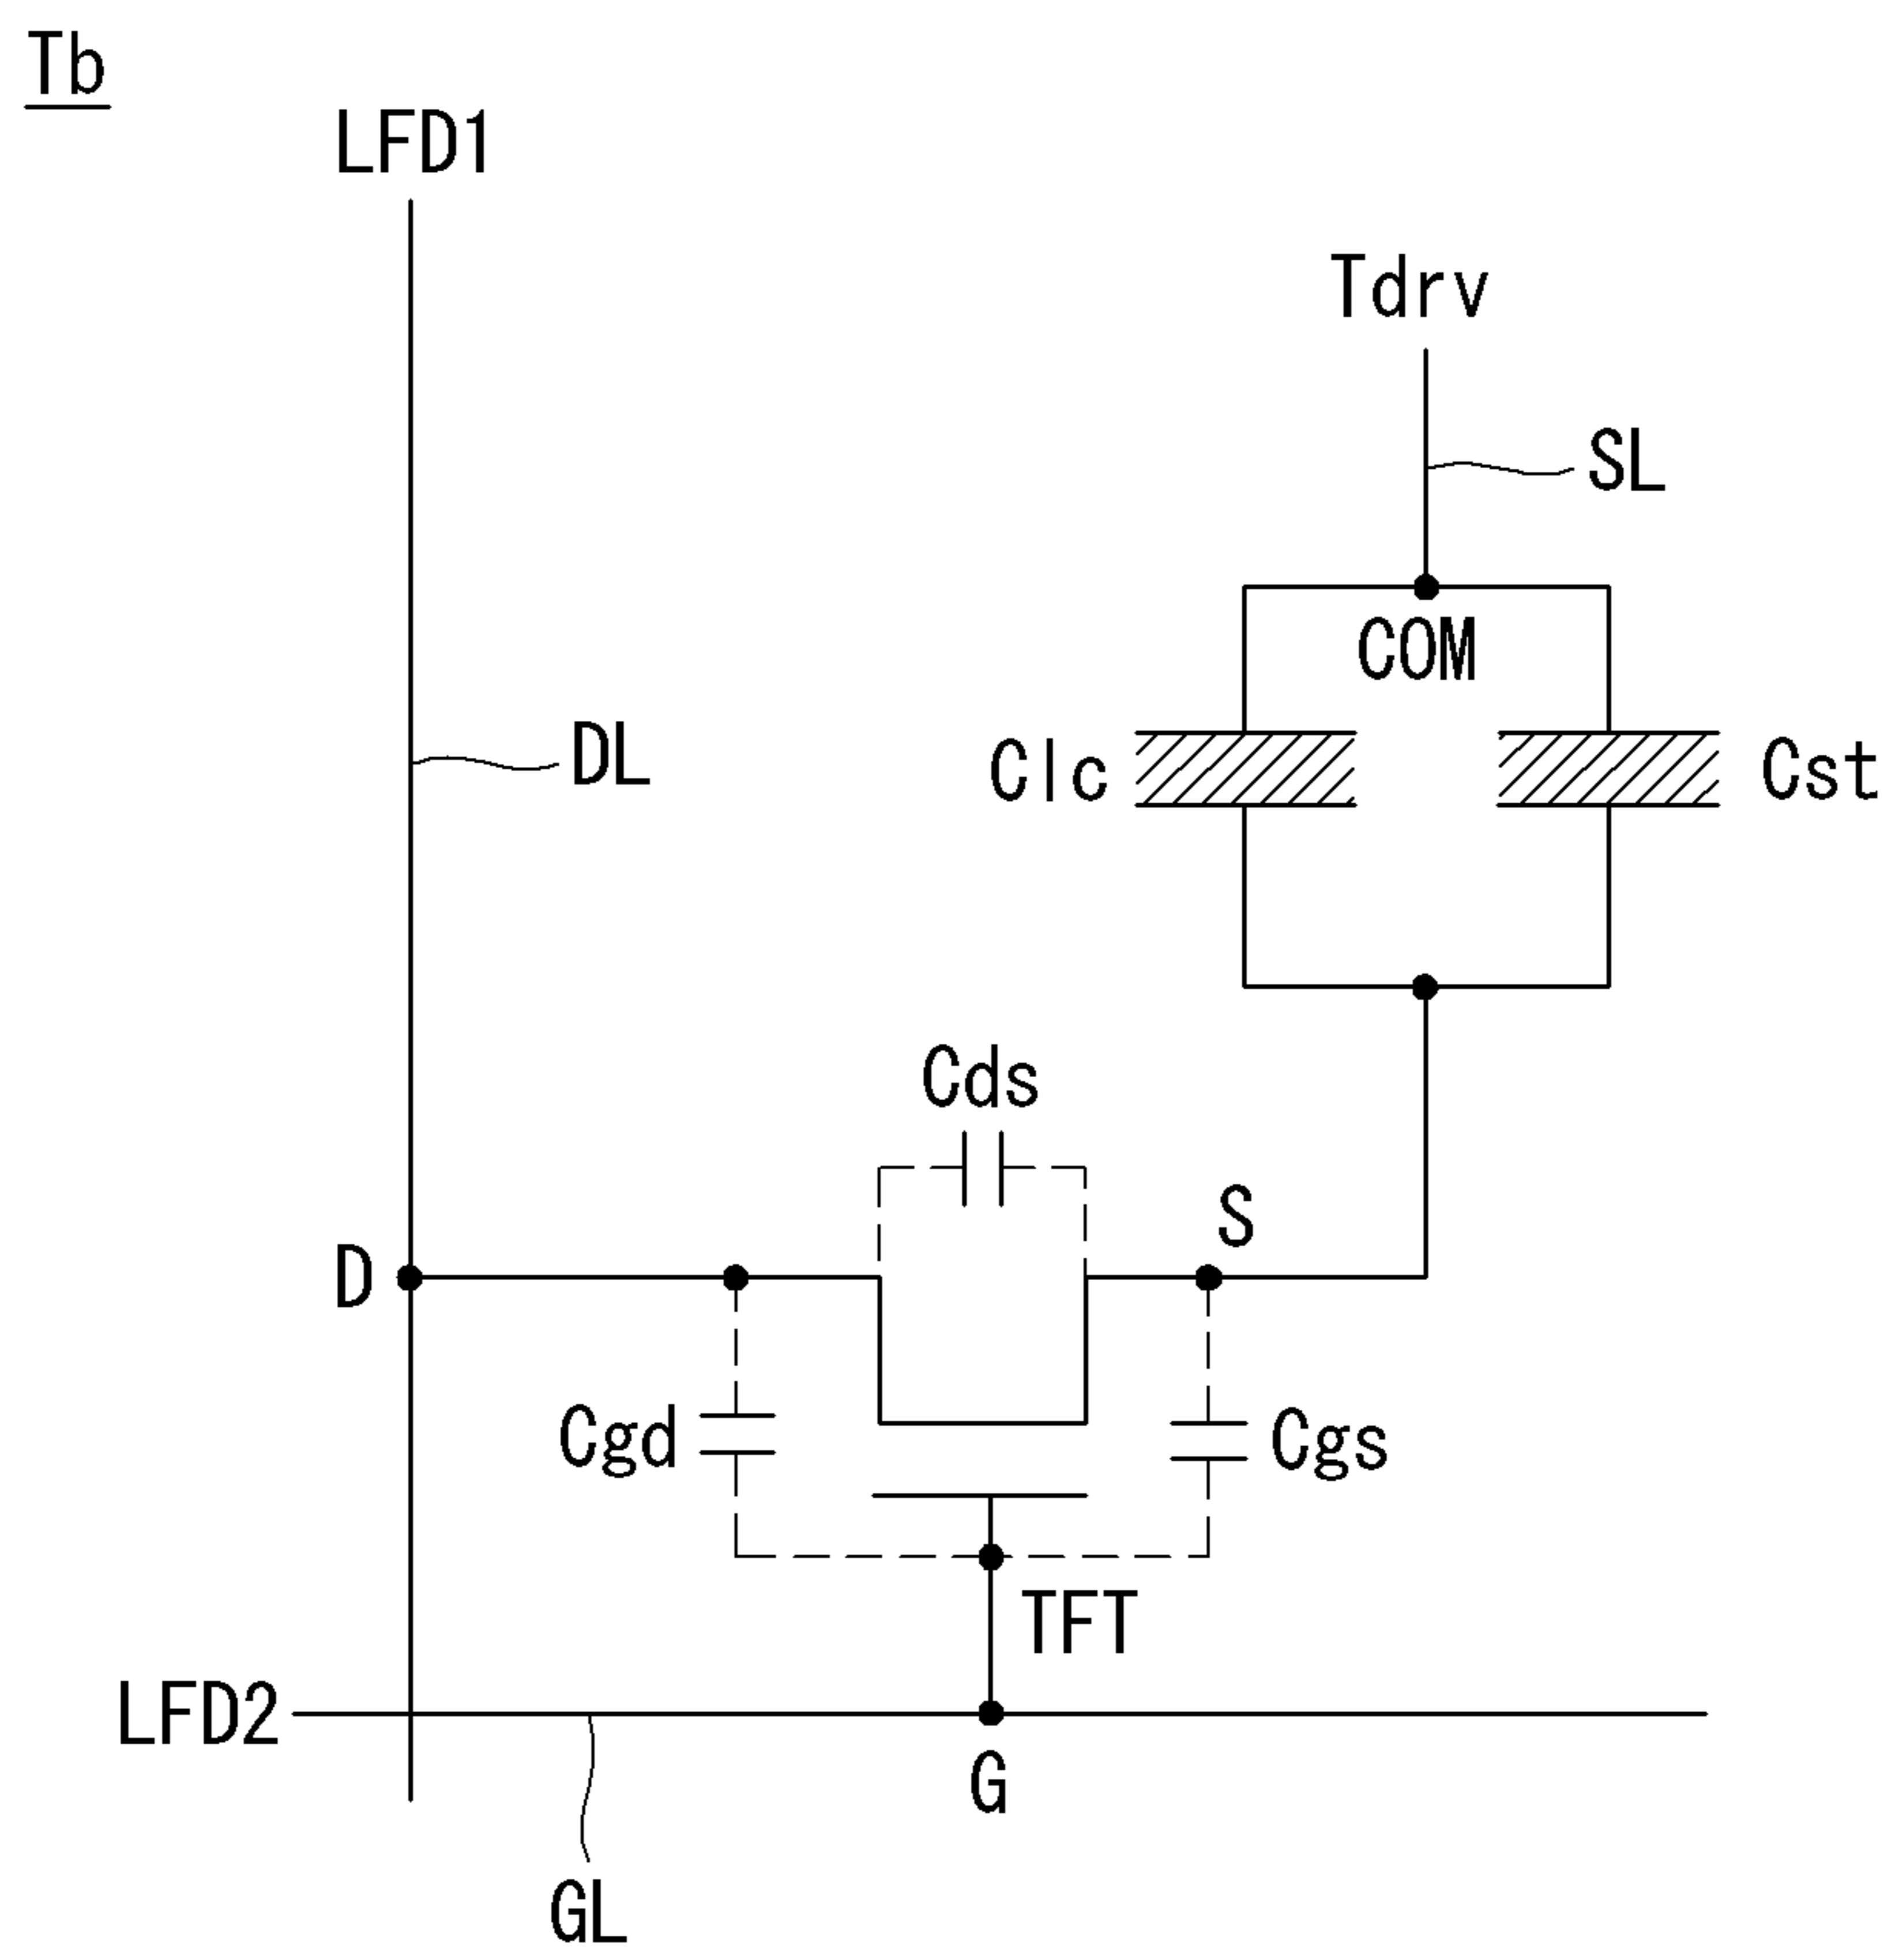 Tb
LFD1
Tdrv
SL
COM
DL
Clc
Cst
Cds
S
D
Cgd
Cgs
TFT
LFD2
G
GL